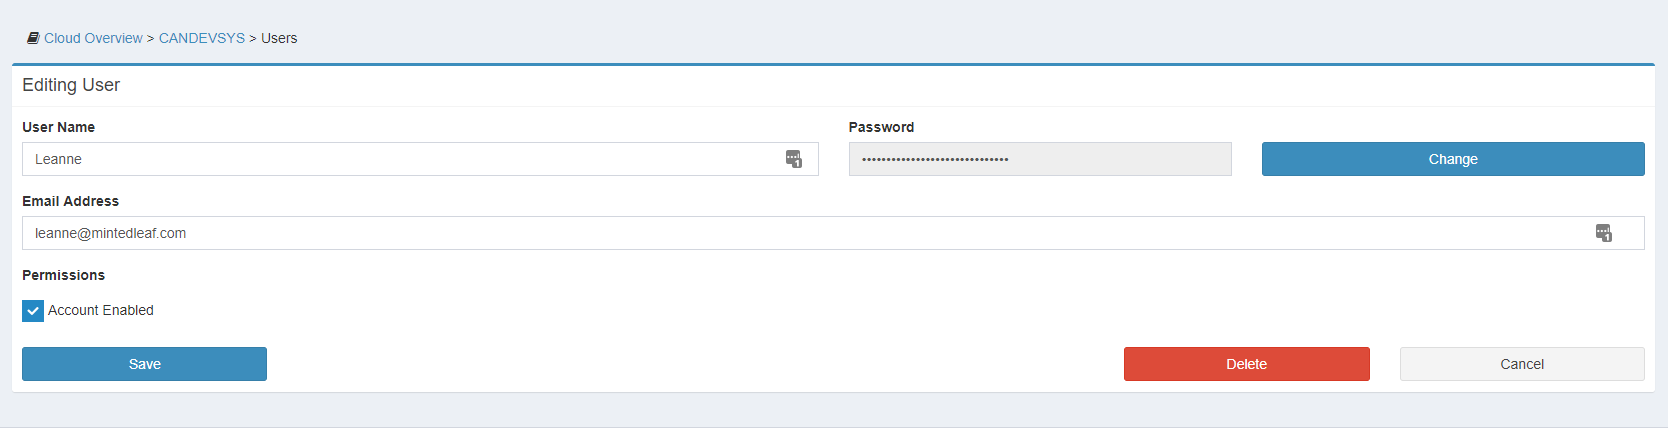 Cloud Overview > CANDEVSYS > Users
Editing User
User Name
Password
Leanne
••••••••••••••••••••••••••••••
Change
Email Address
leanne@mintedleaf.com
Permissions
Account Enabled
Save
Delete
Cancel